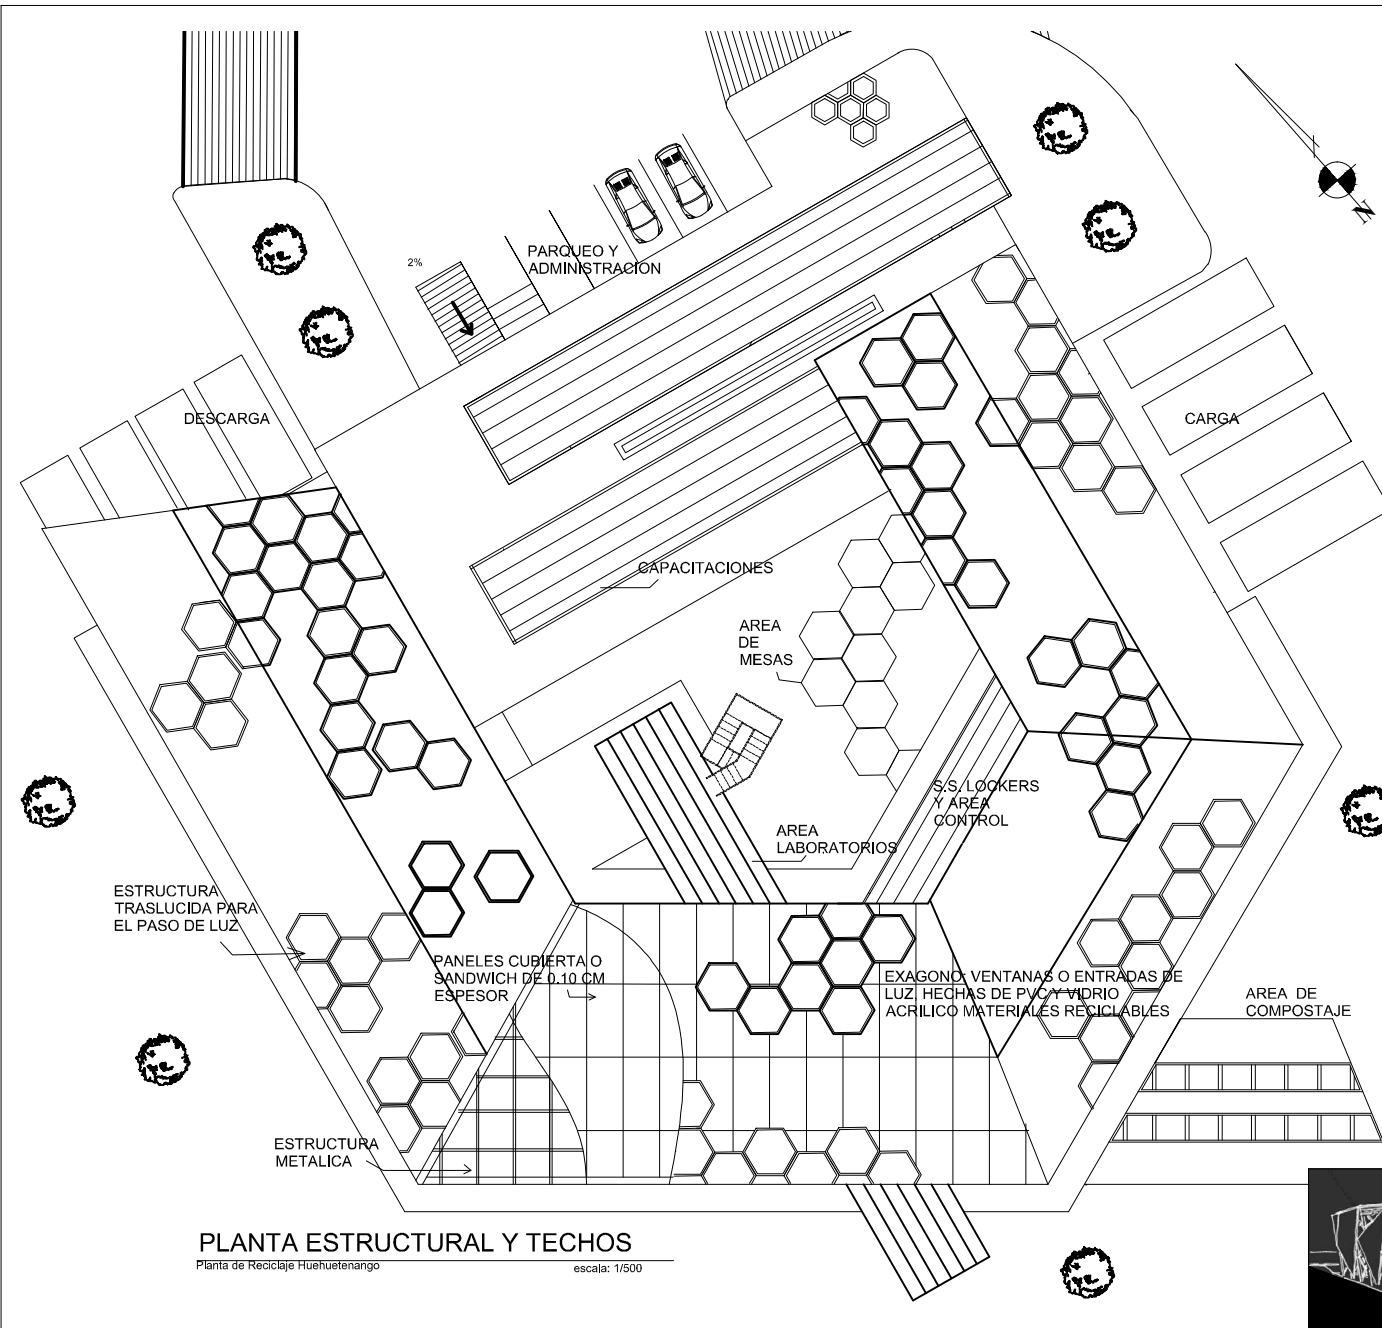 N
PARQUEO Y
ADMINISTRACION
2%
DESCARGA
CARGA
CAPACITACIONES
AREA
DE
MESAS
S.S. LOCKERS
Y AREA
CONTROL
AREA
LABORATORIOS
ESTRUCTURA
TRASLUCIDA PARA
EL PASO DE LUZ
PANELES CUBIERTA O
SANDWICH DE 0.10 CM
ESPESOR
EXAGONO: VENTANAS O ENTRADAS DE
LUZ, HECHAS DE PVC Y VIDRIO
ACRILICO MATERIALES RECICLABLES
AREA DE
COMPOSTAJE
ESTRUCTURA
METALICA
PLANTA ESTRUCTURAL Y TECHOS
Planta de Reciclaje Huehuetenango
escala: 1/500